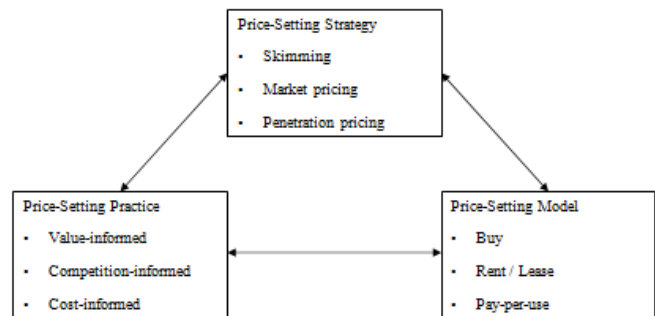 Price-Setting Strategy
▪ Skimming
▪ Market pricing
▪ Penetration pricing
Price-Setting Practice
▪ Value-informed
▪ Competition-informed
▪ Cost-informed
Price-Setting Model
▪ Buy
▪ Rent / Lease
▪ Pay-per-use